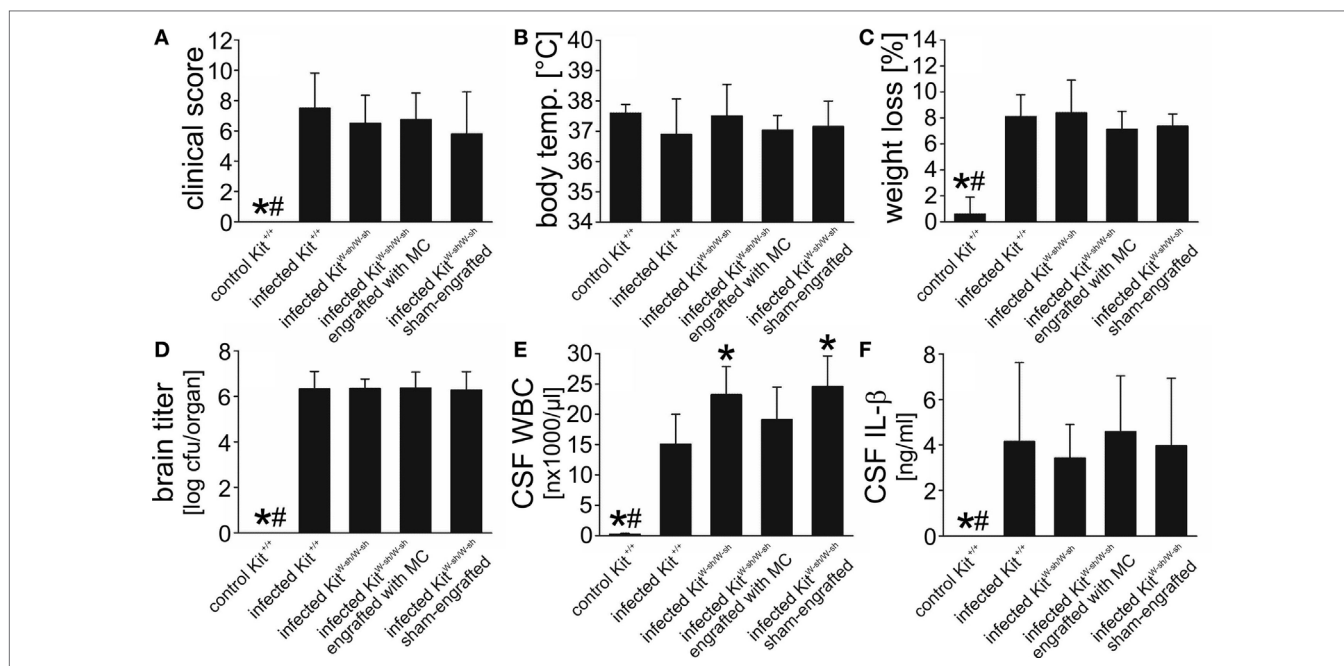 A
clinical score
12
10
8
6
4
2
0
*#
control Kit+/+
infected Kit+/+
infected KitW-sh/W-sh
infected KitW-sh/W-sh
engrafted with MC
infected KitW-sh/W-sh
sham-engrafted
B
body temp. [°C]
40
39
38
37
36
35
34
control Kit+/+
infected Kit+/+
infected KitW-sh/W-sh
infected KitW-sh/W-sh
engrafted with MC
infected KitW-sh/W-sh
sham-engrafted
C
weight loss [%]
14
12
10
8
6
4
2
0
*#
control Kit+/+
infected Kit+/+
infected KitW-sh/W-sh
infected KitW-sh/W-sh
engrafted with MC
infected KitW-sh/W-sh
sham-engrafted
D
brain titer
[log cfu/organ]
8
6
4
2
0
*#
control Kit+/+
infected Kit+/+
infected KitW-sh/W-sh
infected KitW-sh/W-sh
engrafted with MC
infected KitW-sh/W-sh
sham-engrafted
E
CSF WBC
[nx1000/µl]
30
25
20
15
10
5
0
*#
*
*
control Kit+/+
infected Kit+/+
infected KitW-sh/W-sh
infected KitW-sh/W-sh
engrafted with MC
infected KitW-sh/W-sh
sham-engrafted
F
CSF IL-β
[ng/ml]
8
6
4
2
0
*#
control Kit+/+
infected Kit+/+
infected KitW-sh/W-sh
infected KitW-sh/W-sh
engrafted with MC
infected KitW-sh/W-sh
sham-engrafted